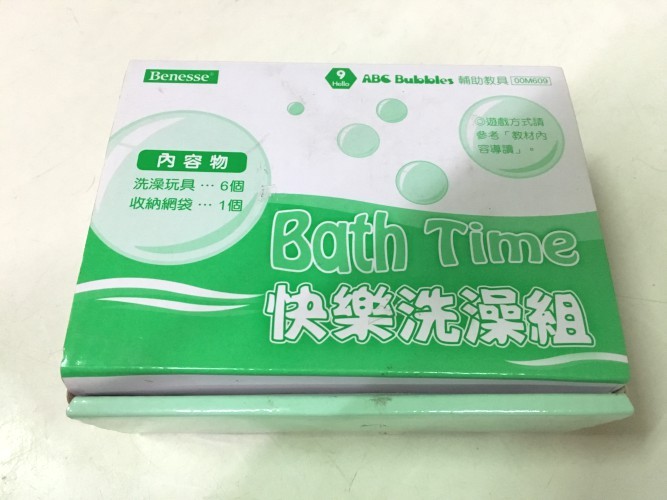 Benesse
9 Hello ABC Bubbles 輔助教具 00M609
◎遊戲方式請
參考「教材內
容導讀」。
內容物
洗澡玩具 … 6個
收納網袋 … 1個
Bath Time
快樂洗澡組